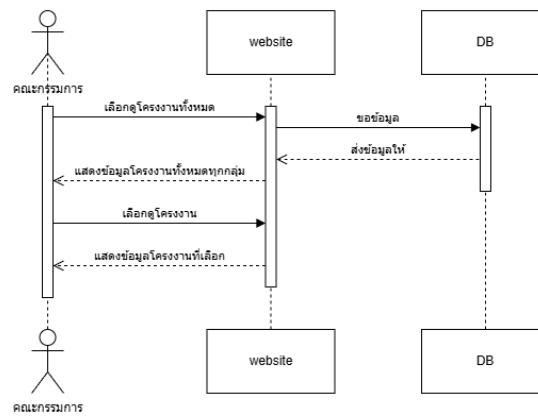 website
DB
คณะกรรมการ
เลือกดูโครงงานทั้งหมด
ขอข้อมูล
ส่งข้อมูลให้
แสดงข้อมูลโครงงานทั้งหมดทุกกลุ่ม
เลือกดูโครงงาน
แสดงข้อมูลโครงงานที่เลือก
website
DB
คณะกรรมการ